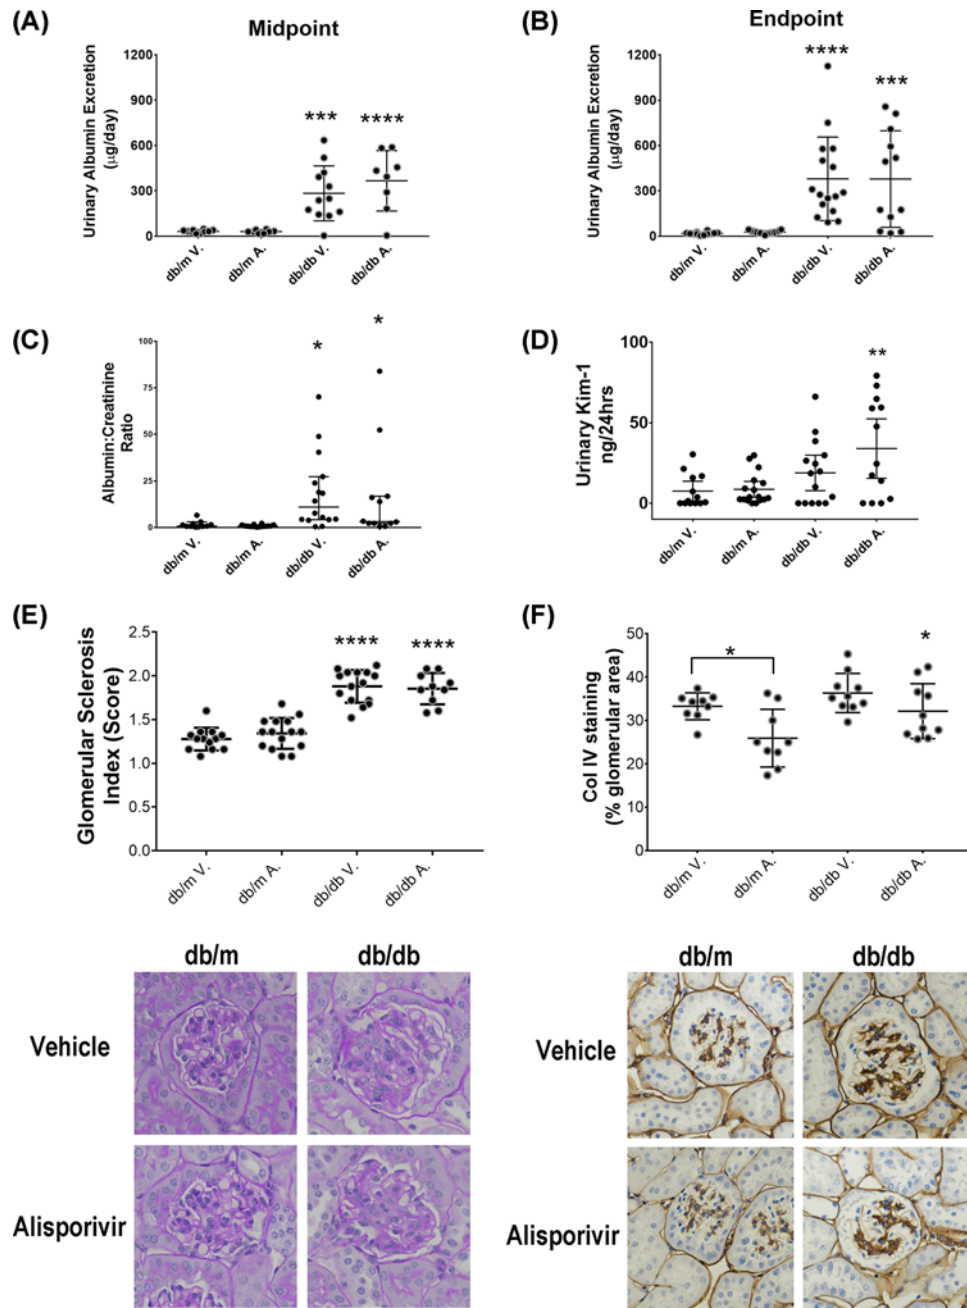 (A)
Midpoint
Urinary Albumin Excretion
(µg/day)
1200
900
600
300
0
***
****
db/m V.
db/m A.
db/db V.
db/db A.
(B)
Endpoint
Urinary Albumin Excretion
(µg/day)
1200
900
600
300
0
****
***
db/m V.
db/m A.
db/db V.
db/db A.
(C)
Albumin:Creatinine
Ratio
100
75
50
25
0
*
*
db/m V.
db/m A.
db/db V.
db/db A.
(D)
Urinary Kim-1
ng/24hrs
100
50
0
**
db/m V.
db/m A.
db/db V.
db/db A.
(E)
Glomerular Sclerosis
Index (Score)
2.5
2.0
1.5
1.0
0.5
0.0
****
****
db/m V.
db/m A.
db/db V.
db/db A.
(F)
Col IV staining
(% glomerular area)
50
40
30
20
10
0
*
*
db/m V.
db/m A.
db/db V.
db/db A.
db/m
db/db
Vehicle
Alisporivir
db/m
db/db
Vehicle
Alisporivir